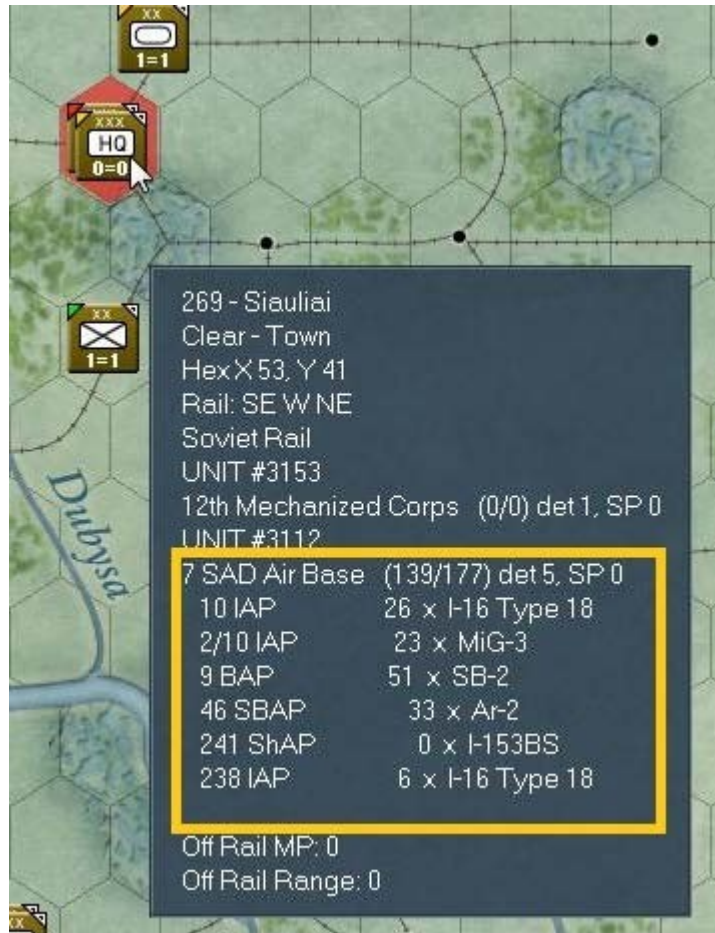 XX
1=1
XXX
HQ
0=0
XX
1=1
Dubysa
269 - Siauliai
Clear - Town
Hex X 53, Y 41
Rail: SE W NE
Soviet Rail
UNIT #3153
12th Mechanized Corps (0/0) det 1, SP 0
UNIT #3112
7 SAD Air Base (139/177) det 5, SP 0
10 IAP 26 x I-16 Type 18
2/10 IAP 23 x MiG-3
9 BAP 51 x SB-2
46 SBAP 33 x Ar-2
241 ShAP 0 x I-153BS
238 IAP 6 x I-16 Type 18
Off Rail MP: 0
Off Rail Range: 0
XX